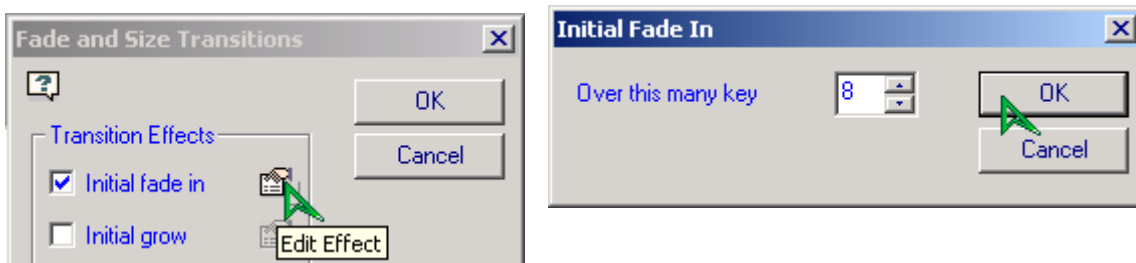 Fade and Size Transitions
OK
Transition Effects
Cancel
Initial fade in
Initial grow
Edit Effect
Initial Fade In
Over this many key
8
OK
Cancel